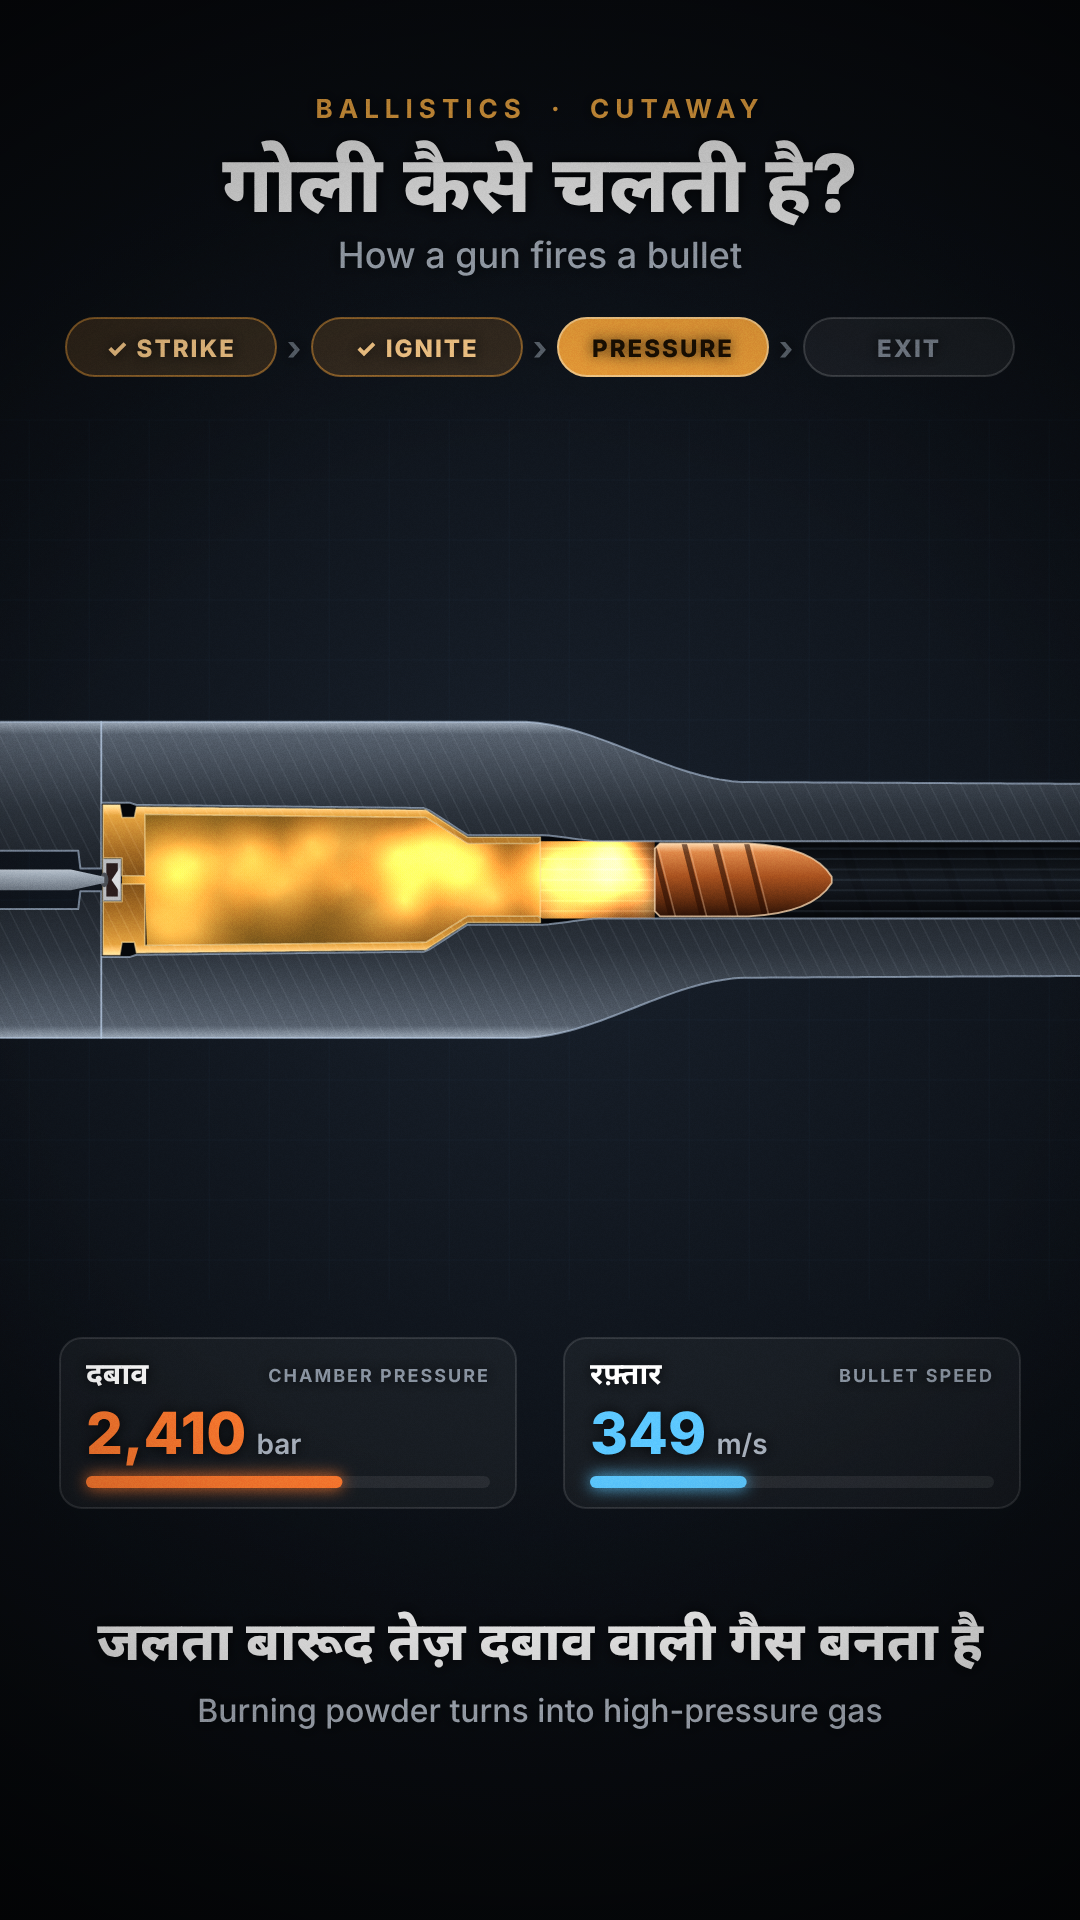 BALLISTICS · CUTAWAY
गोली कैसे चलती है?
How a gun fires a bullet
✓ STRIKE › ✓ IGNITE › PRESSURE › EXIT
दबाव CHAMBER PRESSURE
2,410 bar
रफ़्तार BULLET SPEED
349 m/s
जलता बारूद तेज़ दबाव वाली गैस बनता है
Burning powder turns into high-pressure gas